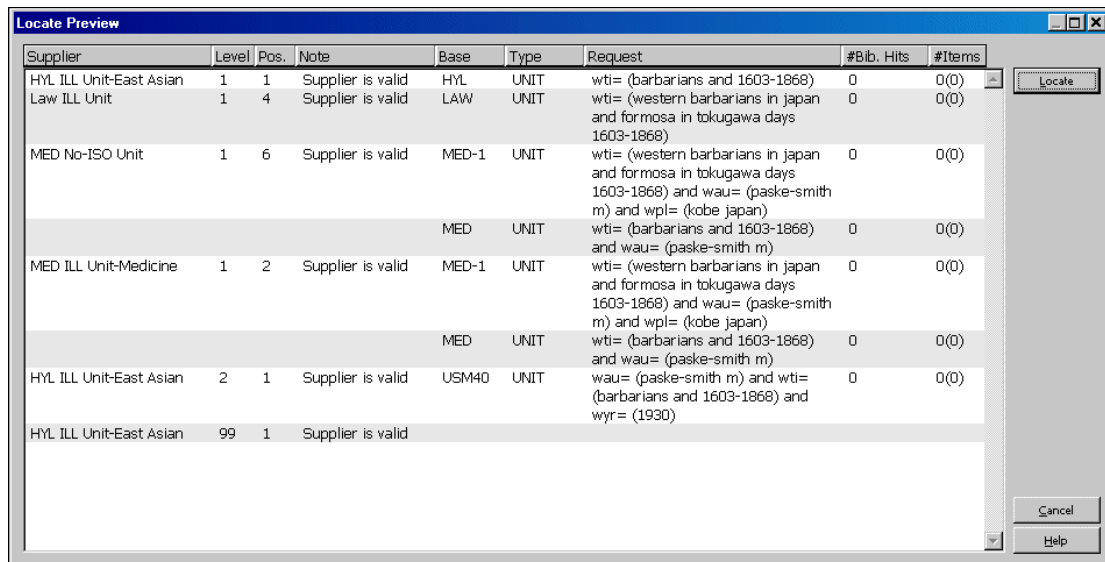 Locate Preview
Supplier Level Pos. Note Base Type Request #Bib. Hits #Items
HYL ILL Unit-East Asian 1 1 Supplier is valid HYL UNIT wti= (barbarians and 1603-1868) 0 0(0)
Locate
Law ILL Unit 1 4 Supplier is valid LAW UNIT wti= (western barbarians in japan 0 0(0)
and formosa in tokugawa days
1603-1868)
MED No-ISO Unit 1 6 Supplier is valid MED-1 UNIT wti= (western barbarians in japan 0 0(0)
and formosa in tokugawa days
1603-1868) and wau= (paske-smith
m) and wpl= (kobe japan)
MED UNIT wti= (barbarians and 1603-1868) 0 0(0)
and wau= (paske-smith m)
MED ILL Unit-Medicine 1 2 Supplier is valid MED-1 UNIT wti= (western barbarians in japan 0 0(0)
and formosa in tokugawa days
1603-1868) and wau= (paske-smith
m) and wpl= (kobe japan)
MED UNIT wti= (barbarians and 1603-1868) 0 0(0)
and wau= (paske-smith m)
HYL ILL Unit-East Asian 2 1 Supplier is valid USM40 UNIT wau= (paske-smith m) and wti= 0 0(0)
(barbarians and 1603-1868) and
wyr= (1930)
HYL ILL Unit-East Asian 99 1 Supplier is valid
Cancel
Help